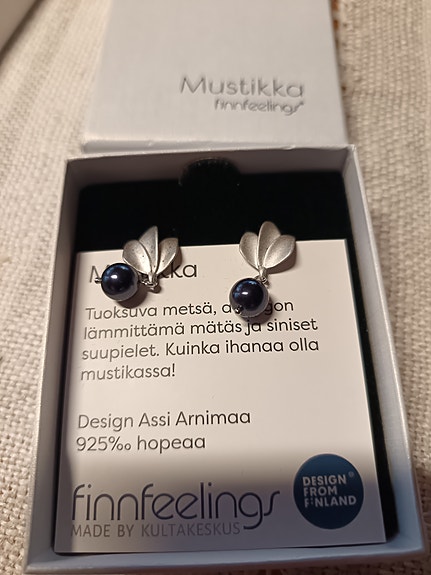 Mustikka
finnfeelings®
Tuoksuva metsä,
lämmittämä mätäs ja siniset
suupielet. Kuinka ihanaa olla
mustikassa!
Design Assi Arnimaa
925‰ hopeaa
finnfeelings
MADE BY KULTAKESKUS
DESIGN
FROM
FINLAND